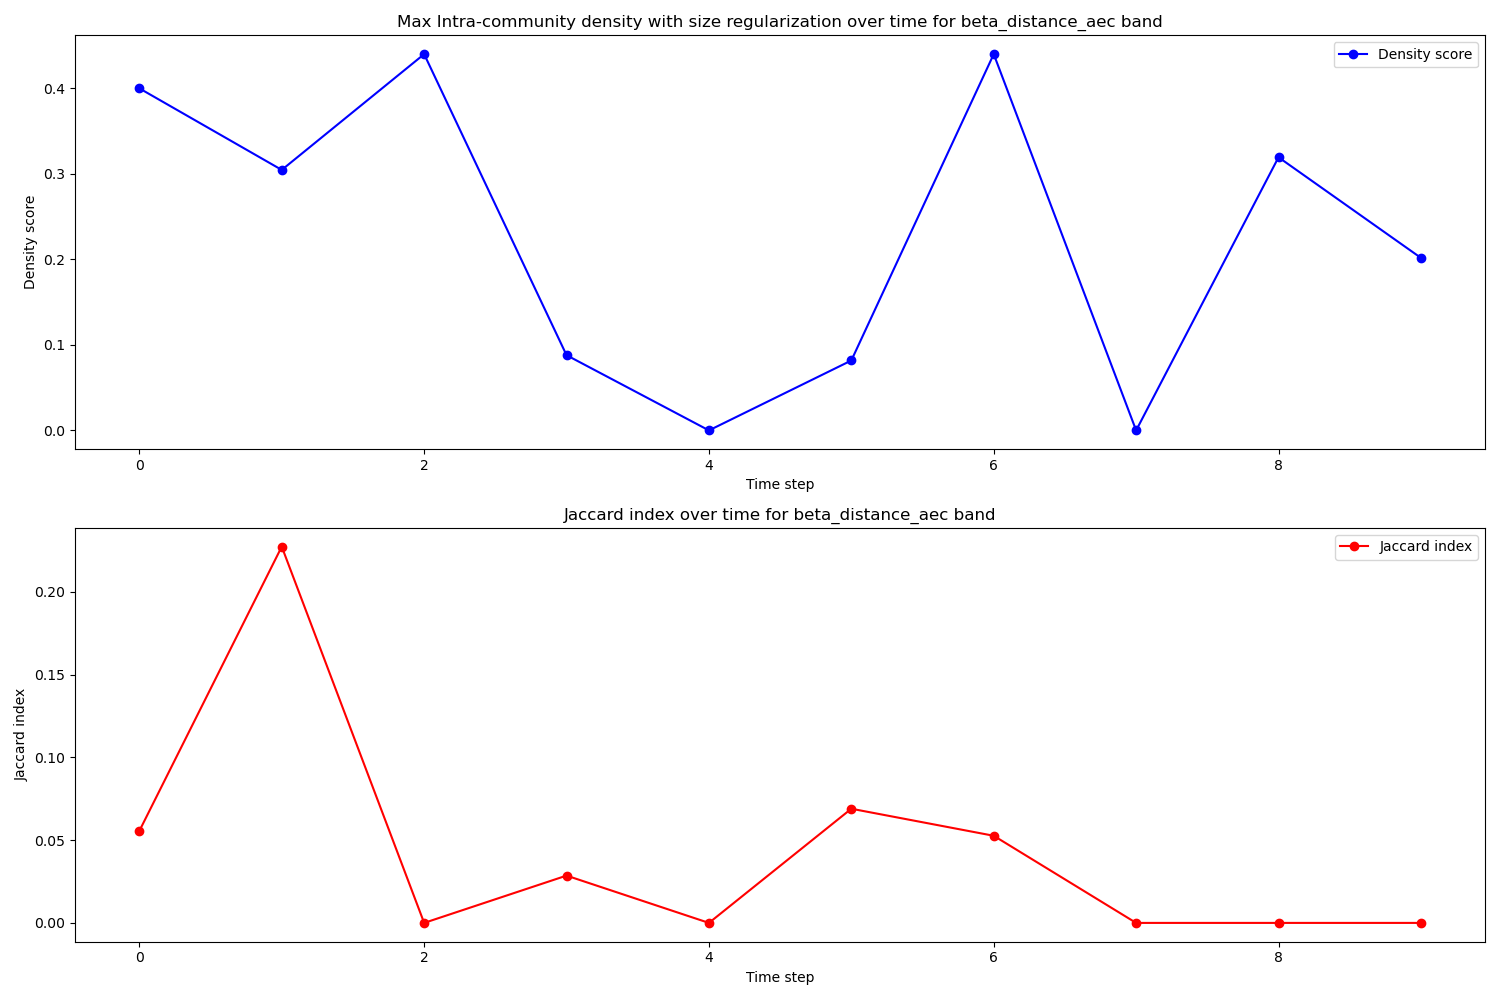 Max Intra-community density with size regularization over time for beta_distance_aec band
Density score
0.4
0.3
0.2
0.1
0.0
Density score
0 2 4 6 8
Time step
Jaccard index over time for beta_distance_aec band
Jaccard index
0.20
0.15
0.10
0.05
0.00
Jaccard index
0 2 4 6 8
Time step